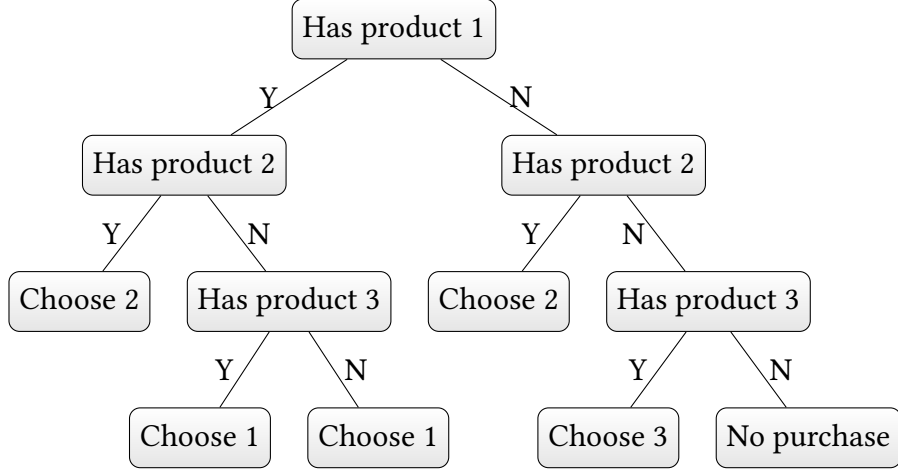 Has product 1
Y
N
Has product 2
Has product 2
Y
N
Y
N
Choose 2
Has product 3
Choose 2
Has product 3
Y
N
Y
N
Choose 1
Choose 1
Choose 3
No purchase